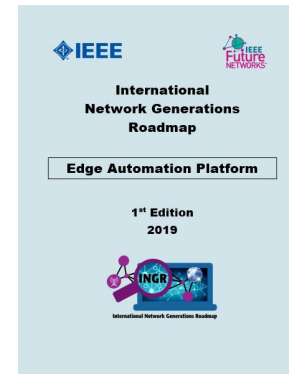 IEEE
IEEE
Future
NETWORKS
International
Network Generations
Roadmap
Edge Automation Platform
1st Edition
2019
INGR
International Network Generations Roadmap